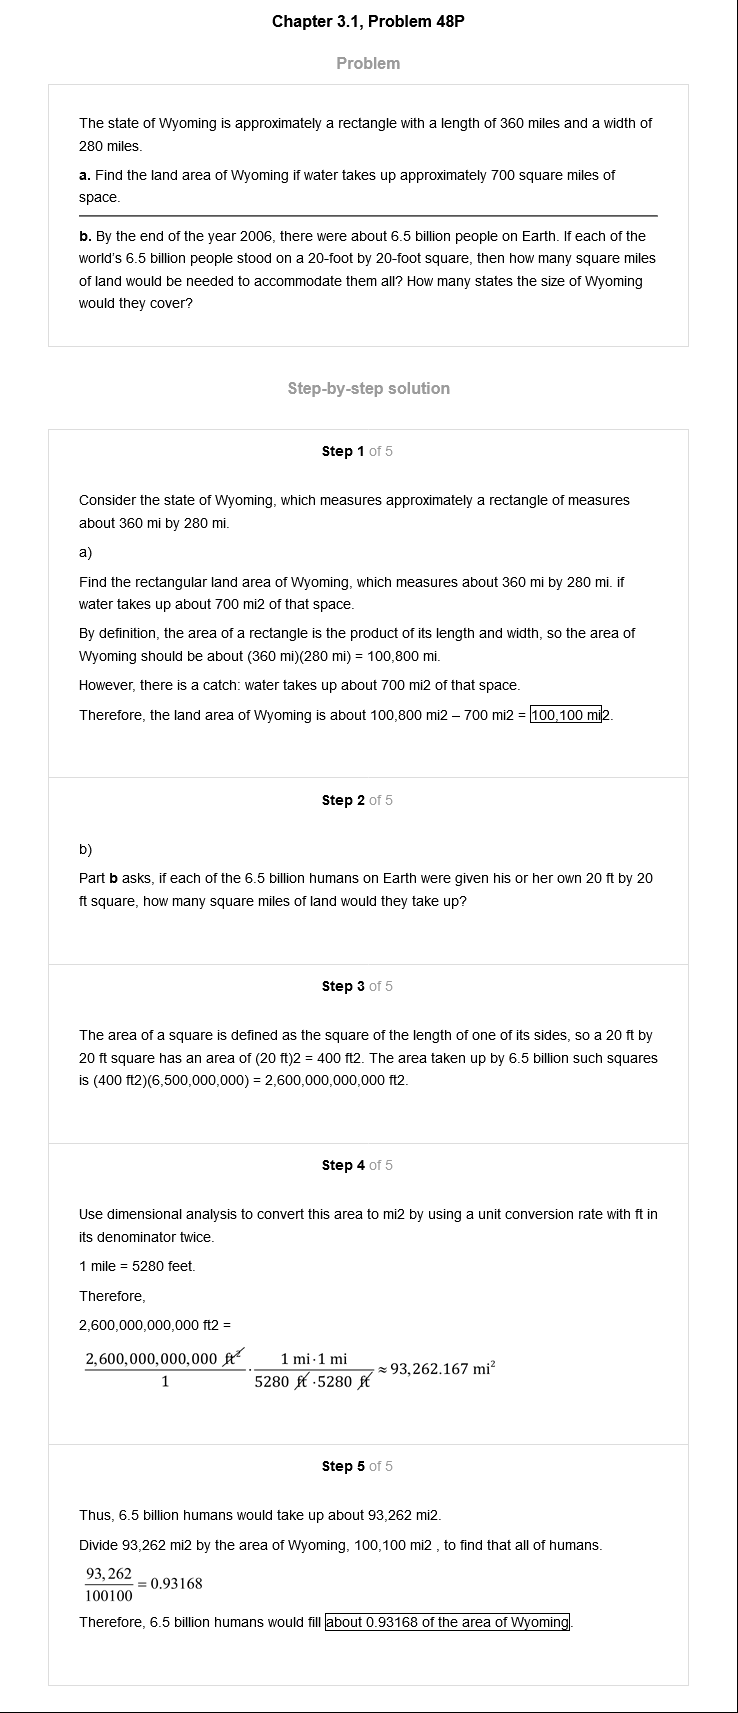 Chapter 3.1, Problem 48P
Problem
The state of Wyoming is approximately a rectangle with a length of 360 miles and a width of
280 miles.
a. Find the land area of Wyoming if water takes up approximately 700 square miles of
space.
b. By the end of the year 2006, there were about 6.5 billion people on Earth. If each of the
world's 6.5 billion people stood on a 20-foot by 20-foot square, then how many square miles
of land would be needed to accommodate them all? How many states the size of Wyoming
would they cover?
Step-by-step solution
Step 1 of 5
Consider the state of Wyoming, which measures approximately a rectangle of measures
about 360 mi by 280 mi.
a)
Find the rectangular land area of Wyoming, which measures about 360 mi by 280 mi. if
water takes up about 700 mi2 of that space.
By definition, the area of a rectangle is the product of its length and width, so the area of
Wyoming should be about (360 mi)(280 mi) = 100,800 mi.
However, there is a catch: water takes up about 700 mi2 of that space.
Therefore, the land area of Wyoming is about 100,800 mi2 – 700 mi2 = 100,100 mi2.
Step 2 of 5
b)
Part b asks, if each of the 6.5 billion humans on Earth were given his or her own 20 ft by 20
ft square, how many square miles of land would they take up?
Step 3 of 5
The area of a square is defined as the square of the length of one of its sides, so a 20 ft by
20 ft square has an area of (20 ft)2 = 400 ft2. The area taken up by 6.5 billion such squares
is (400 ft2)(6,500,000,000) = 2,600,000,000,000 ft2.
Step 4 of 5
Use dimensional analysis to convert this area to mi2 by using a unit conversion rate with ft in
its denominator twice.
1 mile = 5280 feet.
Therefore,
2,600,000,000,000 ft2 =
2,600,000,000,000 ft² / 1 · 1 mi·1 mi / 5280 ft ·5280 ft ≈ 93,262.167 mi²
Step 5 of 5
Thus, 6.5 billion humans would take up about 93,262 mi2.
Divide 93,262 mi2 by the area of Wyoming, 100,100 mi2 , to find that all of humans.
93,262 / 100100 = 0.93168
Therefore, 6.5 billion humans would fill about 0.93168 of the area of Wyoming.